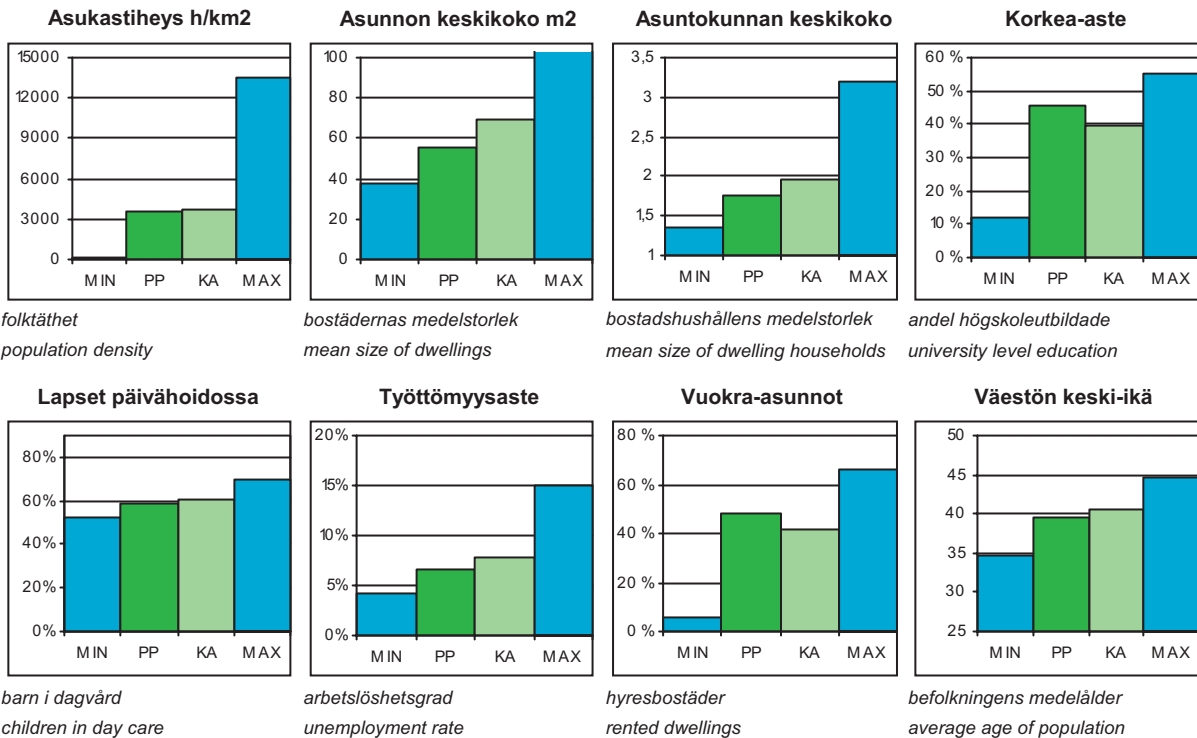 Asukastiheys h/km2
15000
12000
9000
6000
3000
0
MIN PP KA MAX
folktäthet
population density
Asunnon keskikoko m2
100
80
60
40
20
0
MIN PP KA MAX
bostädernas medelstorlek
mean size of dwellings
Asuntokunnan keskikoko
3,5
3
2,5
2
1,5
1
MIN PP KA MAX
bostadshushållens medelstorlek
mean size of dwelling households
Korkea-aste
60 %
50 %
40 %
30 %
20 %
10 %
0 %
MIN PP KA MAX
andel högskoleutbildade
university level education
Lapset päivähoidossa
80%
60%
40%
20%
0%
MIN PP KA MAX
barn i dagvård
children in day care
Työttömyysaste
20%
15%
10%
5%
0%
MIN PP KA MAX
arbetslöshetsgrad
unemployment rate
Vuokra-asunnot
80 %
60 %
40 %
20 %
0 %
MIN PP KA MAX
hyresbostäder
rented dwellings
Väestön keski-ikä
50
45
40
35
30
25
MIN PP KA MAX
befolkningens medelålder
average age of population